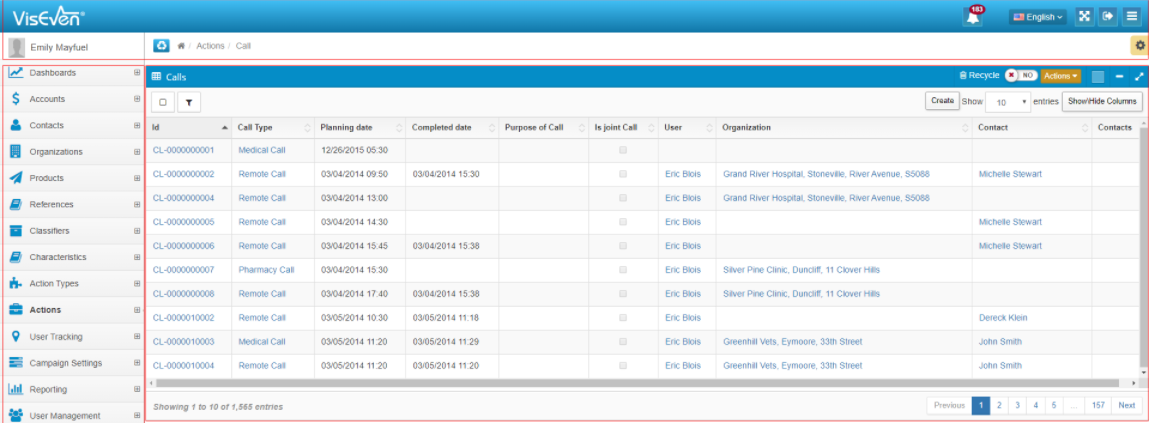 VisEven
183
English
Emily Mayfuel
/ Actions / Call
Dashboards
Accounts
Contacts
Organizations
Products
References
Classifiers
Characteristics
Action Types
Actions
User Tracking
Campaign Settings
Reporting
User Management
Calls
Recycle NO Actions
Create Show 10 entries Show\Hide Columns
Id Call Type Planning date Completed date Purpose of Call Is joint Call User Organization Contact Contacts
CL-0000000001 Medical Call 12/26/2015 05:30
CL-0000000002 Remote Call 03/04/2014 09:50 03/04/2014 15:30 Eric Blois Grand River Hospital, Stoneville, River Avenue, S5088 Michelle Stewart
CL-0000000004 Remote Call 03/04/2014 13:00 Eric Blois Grand River Hospital, Stoneville, River Avenue, S5088
CL-0000000005 Remote Call 03/04/2014 14:30 Eric Blois Michelle Stewart
CL-0000000006 Remote Call 03/04/2014 15:45 03/04/2014 15:38 Eric Blois Michelle Stewart
CL-0000000007 Pharmacy Call 03/04/2014 15:30 Eric Blois Silver Pine Clinic, Duncliff, 11 Clover Hills
CL-0000000008 Remote Call 03/04/2014 17:40 03/04/2014 15:38 Eric Blois Silver Pine Clinic, Duncliff, 11 Clover Hills
CL-0000010002 Remote Call 03/05/2014 10:30 03/05/2014 11:18 Eric Blois Dereck Klein
CL-0000010003 Medical Call 03/05/2014 11:20 03/05/2014 11:29 Eric Blois Greenhill Vets, Eymoore, 33th Street John Smith
CL-0000010004 Remote Call 03/05/2014 11:20 03/05/2014 11:20 Eric Blois Greenhill Vets, Eymoore, 33th Street John Smith
Showing 1 to 10 of 1,565 entries
Previous 1 2 3 4 5 ... 157 Next